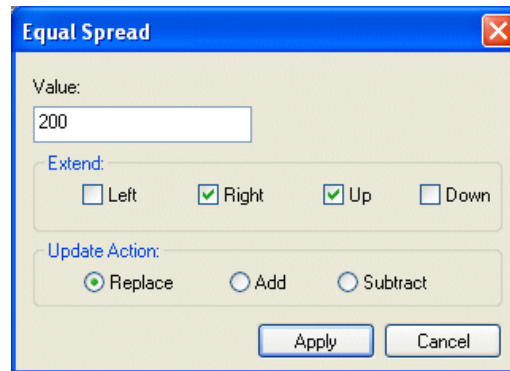 Equal Spread
Value:
200
Extend:
Left Right Up Down
Update Action:
Replace Add Subtract
Apply Cancel